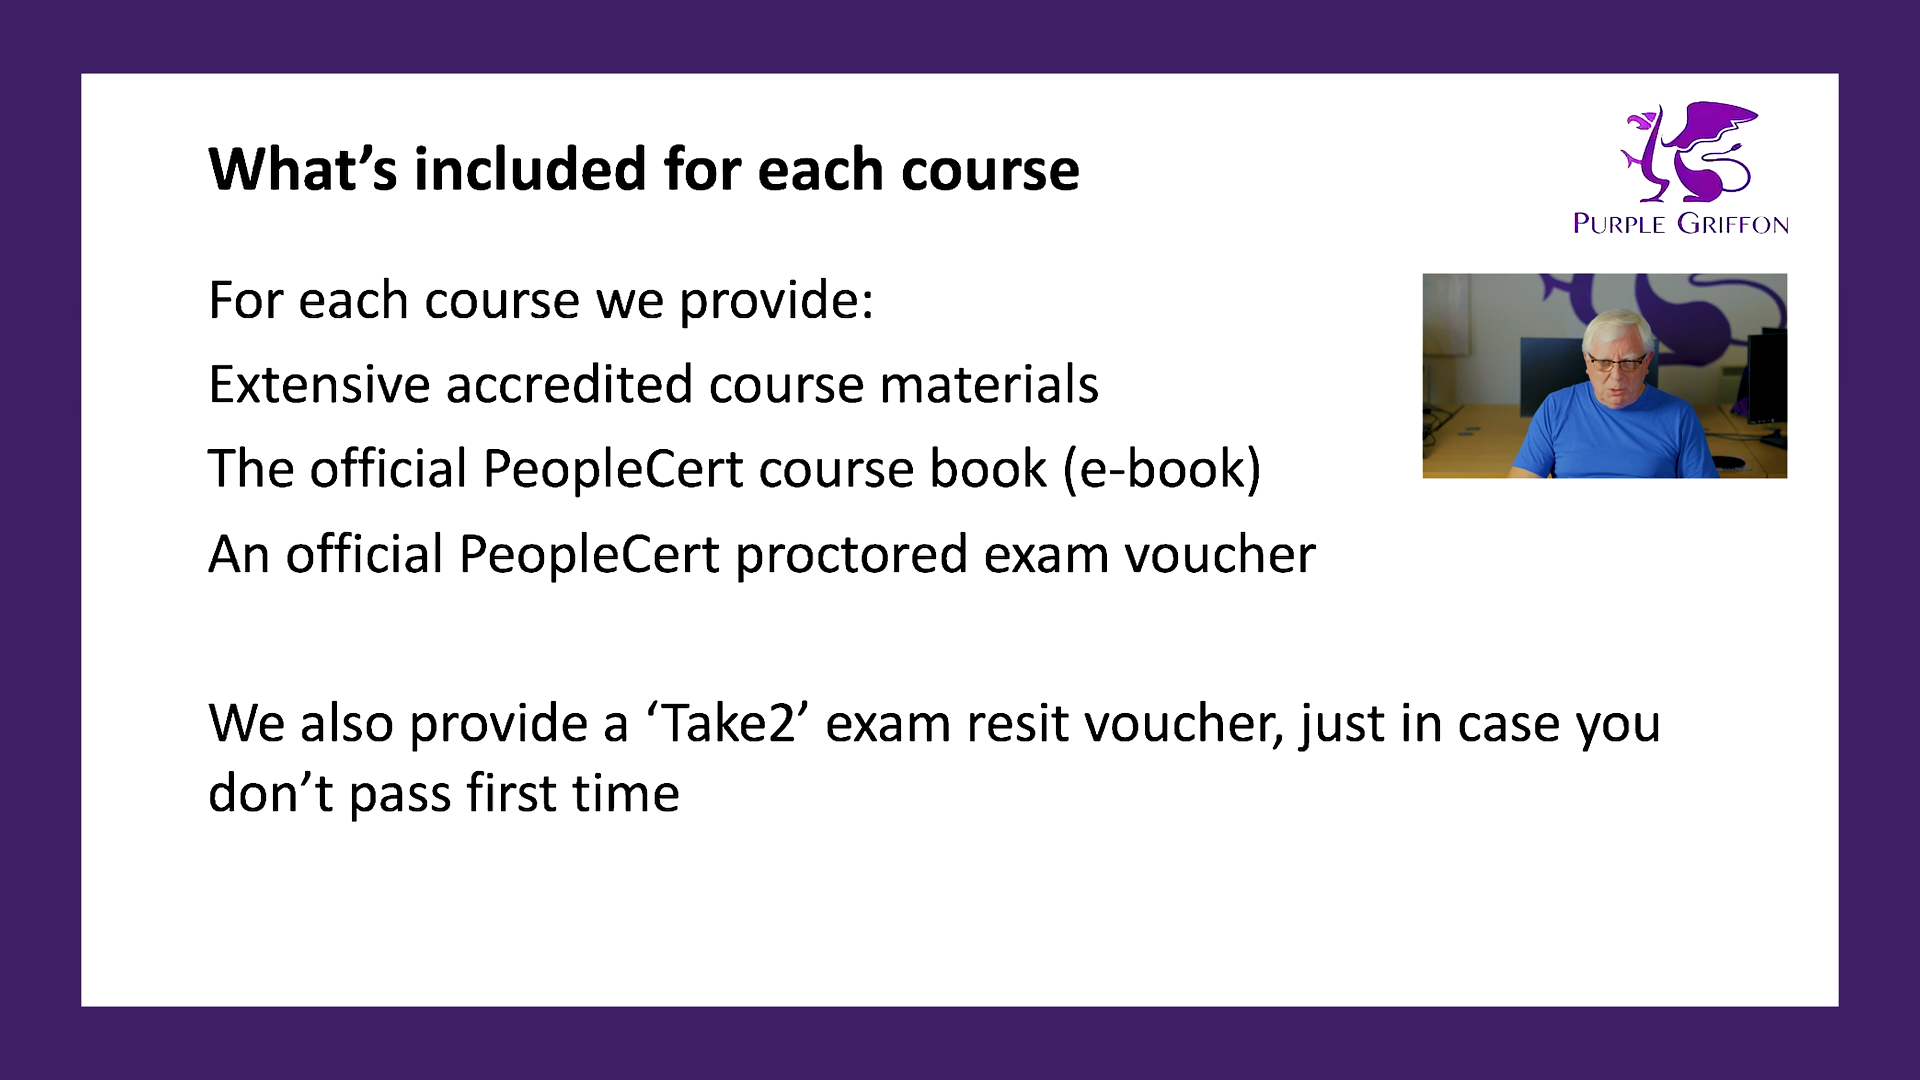 What’s included for each course
PURPLE GRIFFON
For each course we provide:
Extensive accredited course materials
The official PeopleCert course book (e-book)
An official PeopleCert proctored exam voucher
We also provide a ‘Take2’ exam resit voucher, just in case you
don’t pass first time